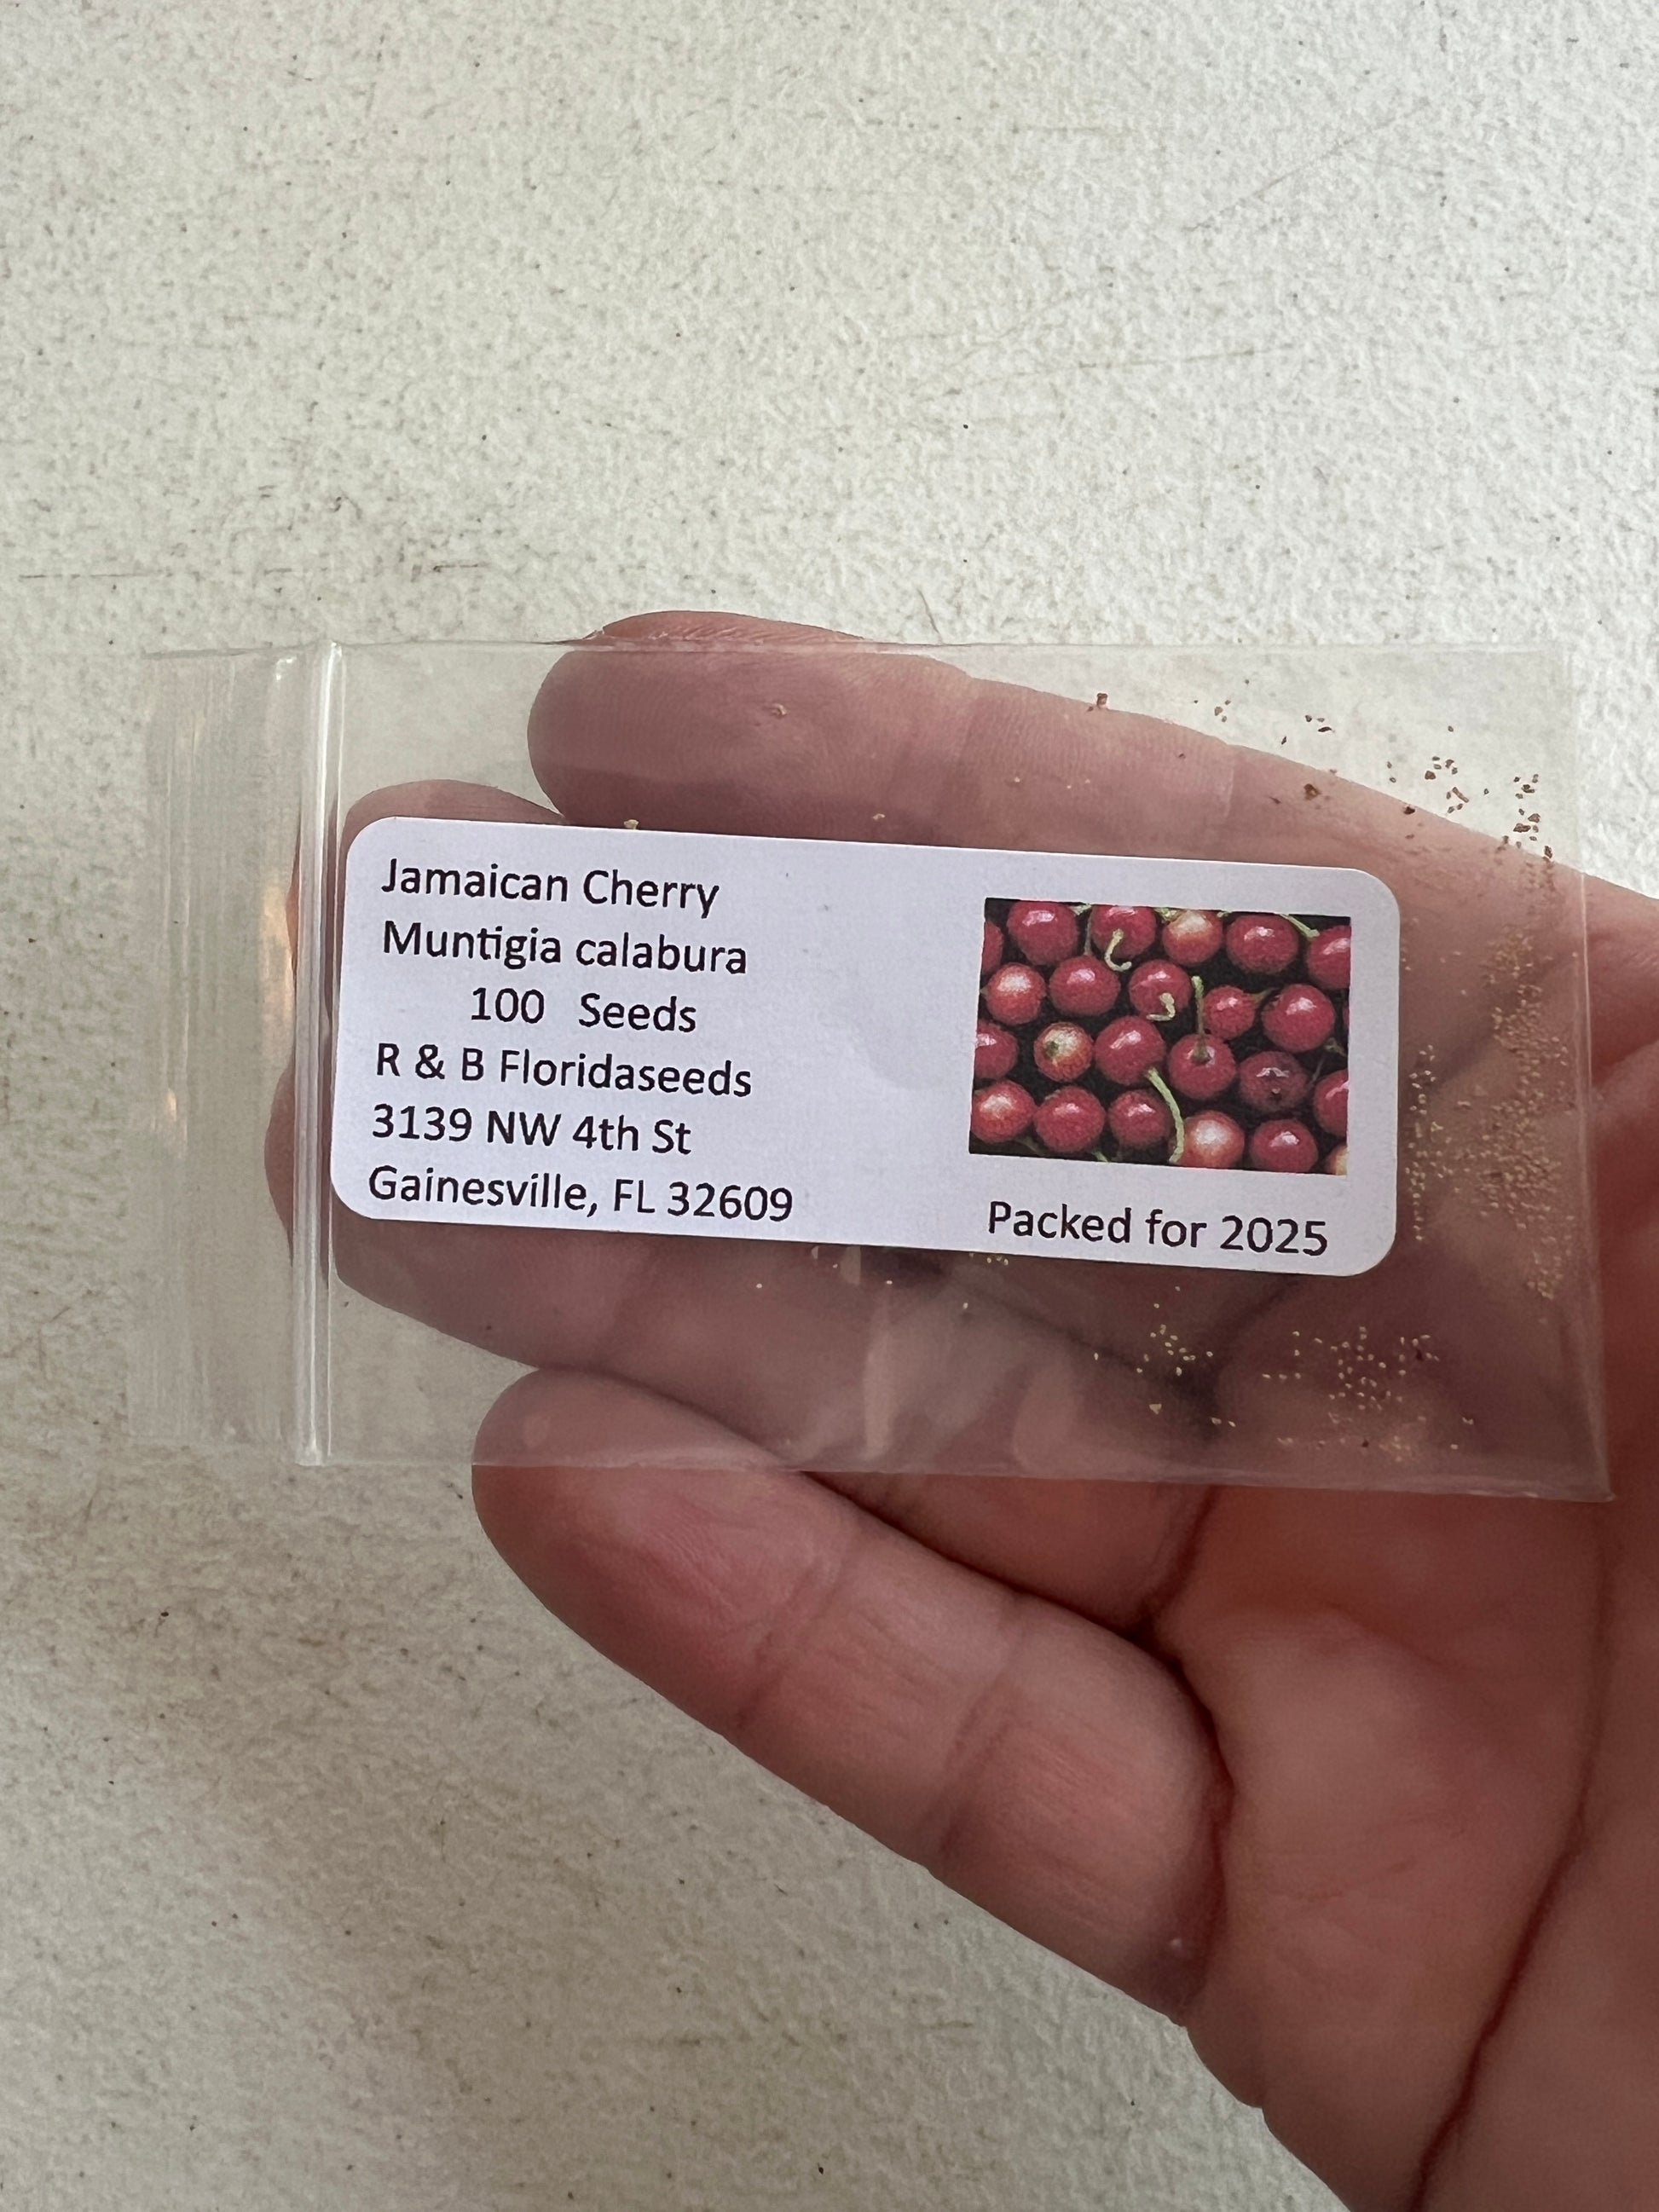 Jamaican Cherry
Muntigia calabura
100 Seeds
R & B Floridaseeds
3139 NW 4th St
Gainesville, FL 32609
Packed for 2025